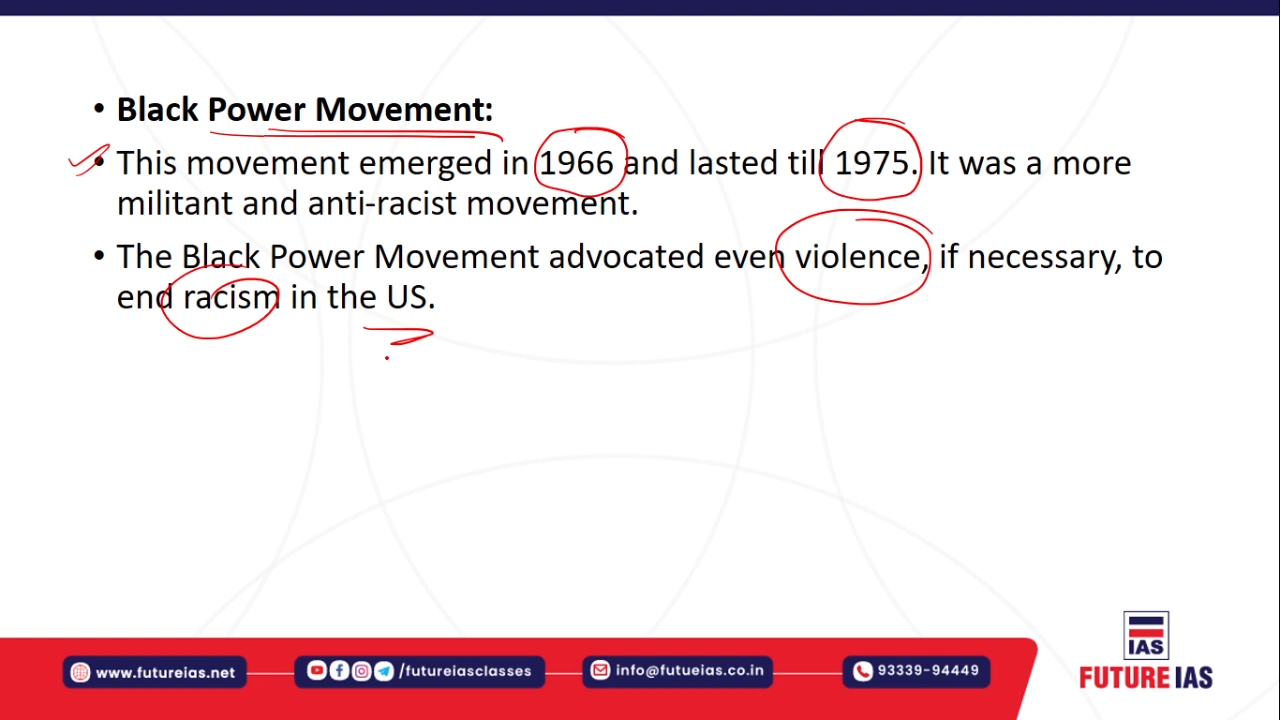 • Black Power Movement:
• This movement emerged in 1966 and lasted till 1975. It was a more
militant and anti-racist movement.
• The Black Power Movement advocated even violence, if necessary, to
end racism in the US.
IAS
www.futureias.net /futureiasclasses info@futueias.co.in 93339-94449
FUTURE IAS